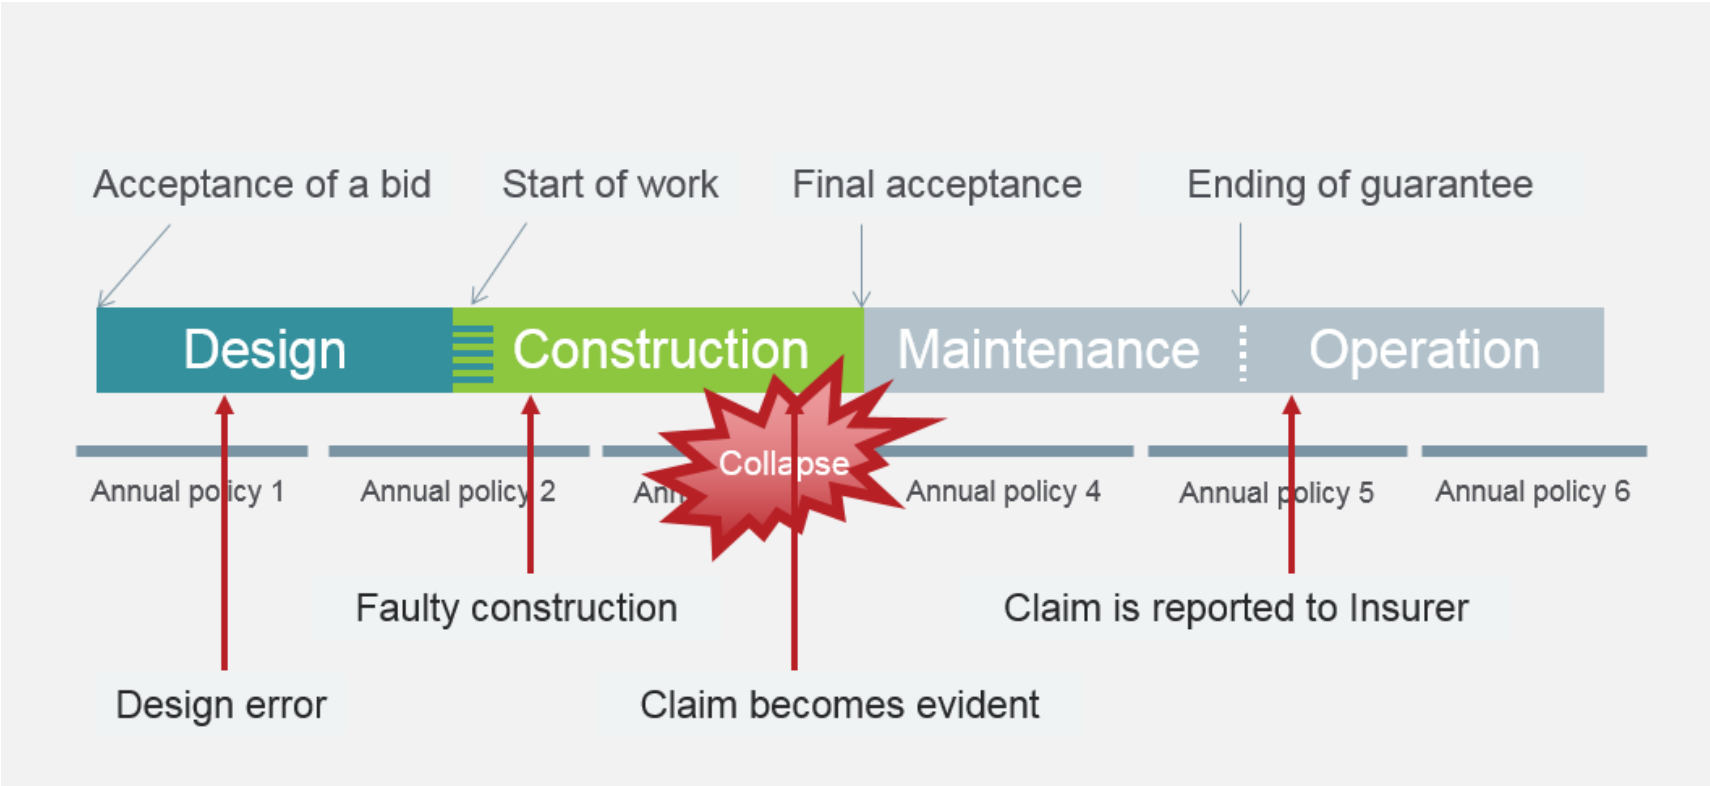 Acceptance of a bid
Start of work
Final acceptance
Ending of guarantee
Design
Construction
Maintenance
Operation
Collapse
Annual policy 1
Annual policy 2
Annual policy 4
Annual policy 5
Annual policy 6
Faulty construction
Claim is reported to Insurer
Design error
Claim becomes evident